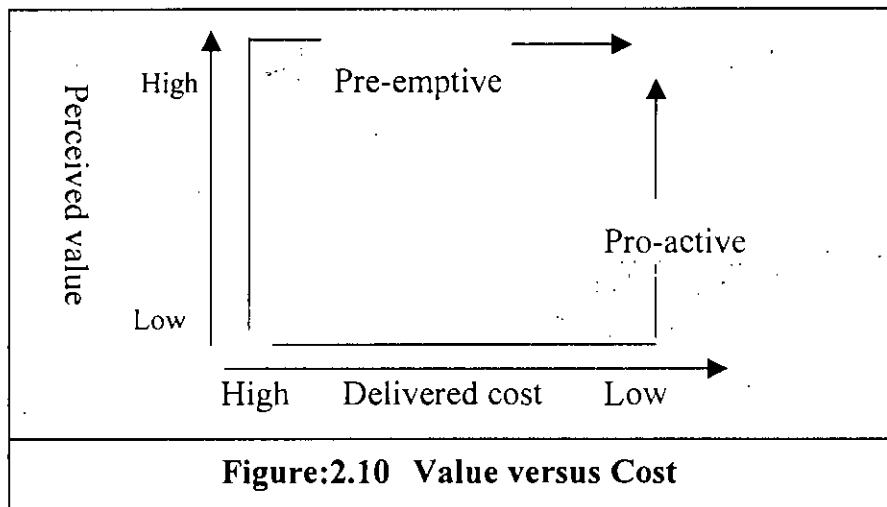 Perceived value
High
Pre-emptive
Pro-active
Low
High Delivered cost Low
Figure:2.10 Value versus Cost